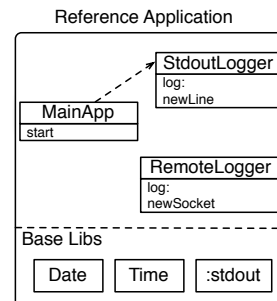 Reference Application
StdoutLogger
log:
newLine
MainApp
start
RemoteLogger
log:
newSocket
Base Libs
Date
Time
:stdout